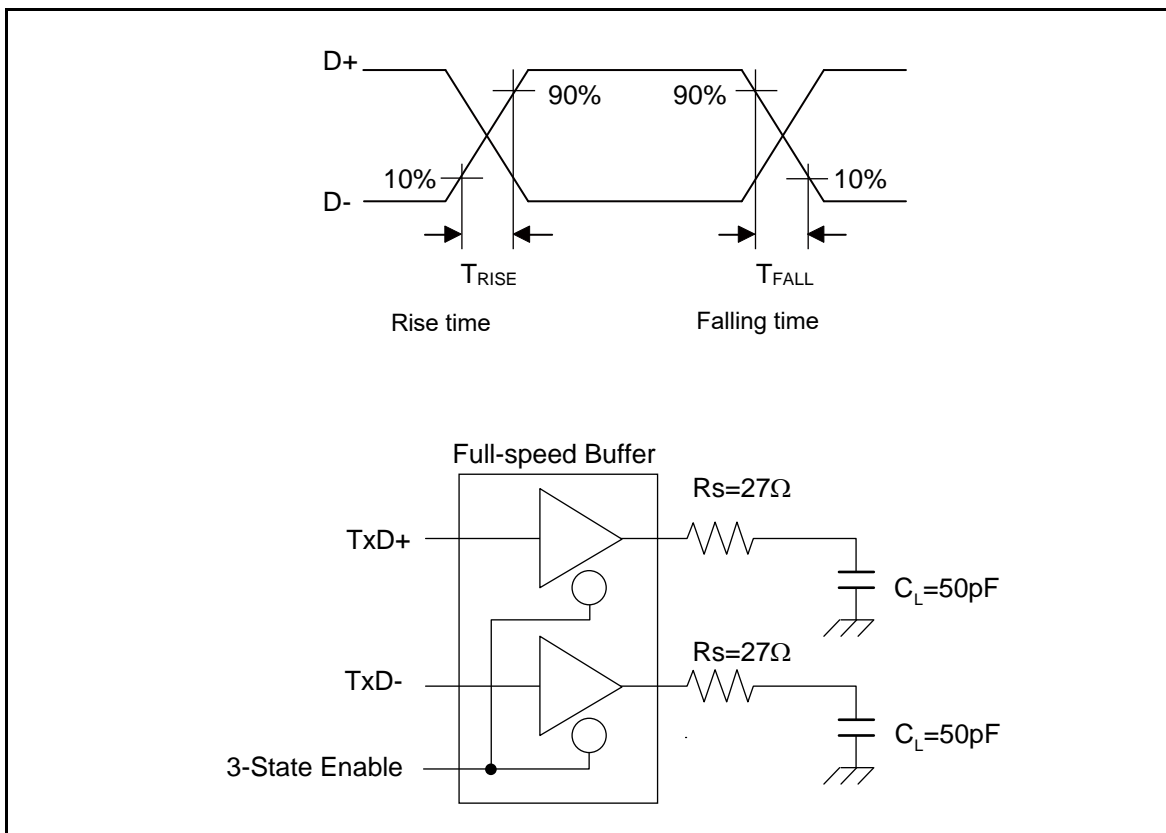 D+
90% 90%
10% 10%
D-
TRISE TFALL
Rise time Falling time
Full-speed Buffer
Rs=27Ω
TxD+
CL=50pF
Rs=27Ω
TxD-
CL=50pF
3-State Enable